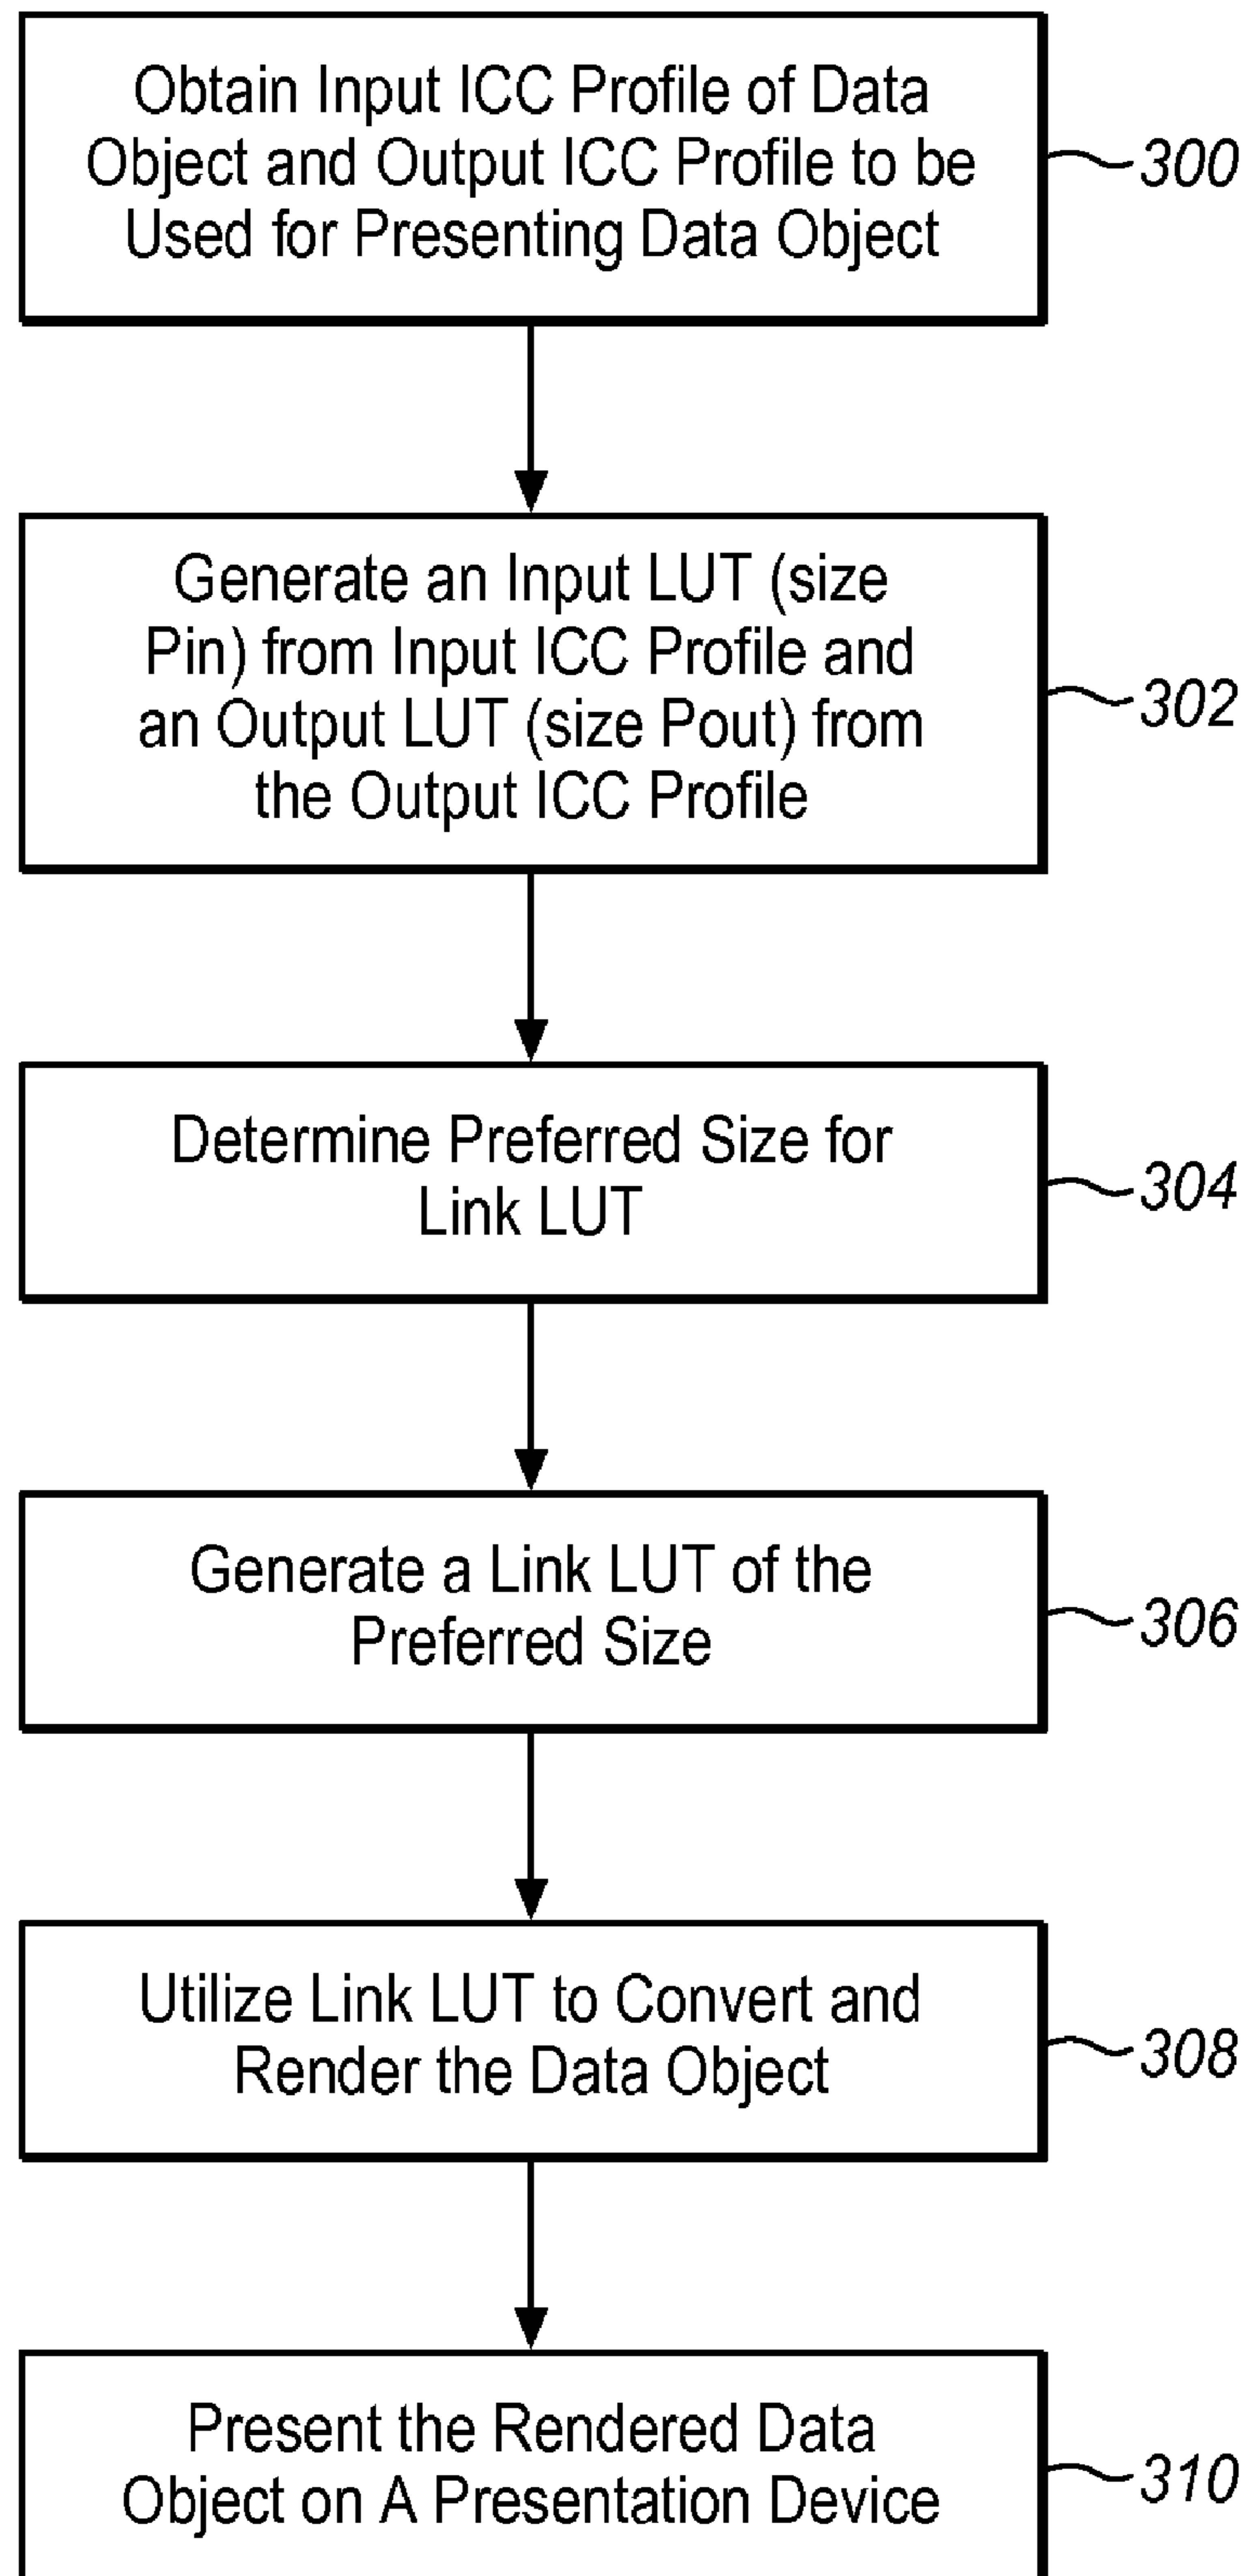 Obtain Input ICC Profile of Data
Object and Output ICC Profile to be
Used for Presenting Data Object
300
Generate an Input LUT (size
Pin) from Input ICC Profile and
an Output LUT (size Pout) from
the Output ICC Profile
302
Determine Preferred Size for
Link LUT
304
Generate a Link LUT of the
Preferred Size
306
Utilize Link LUT to Convert and
Render the Data Object
308
Present the Rendered Data
Object on A Presentation Device
310